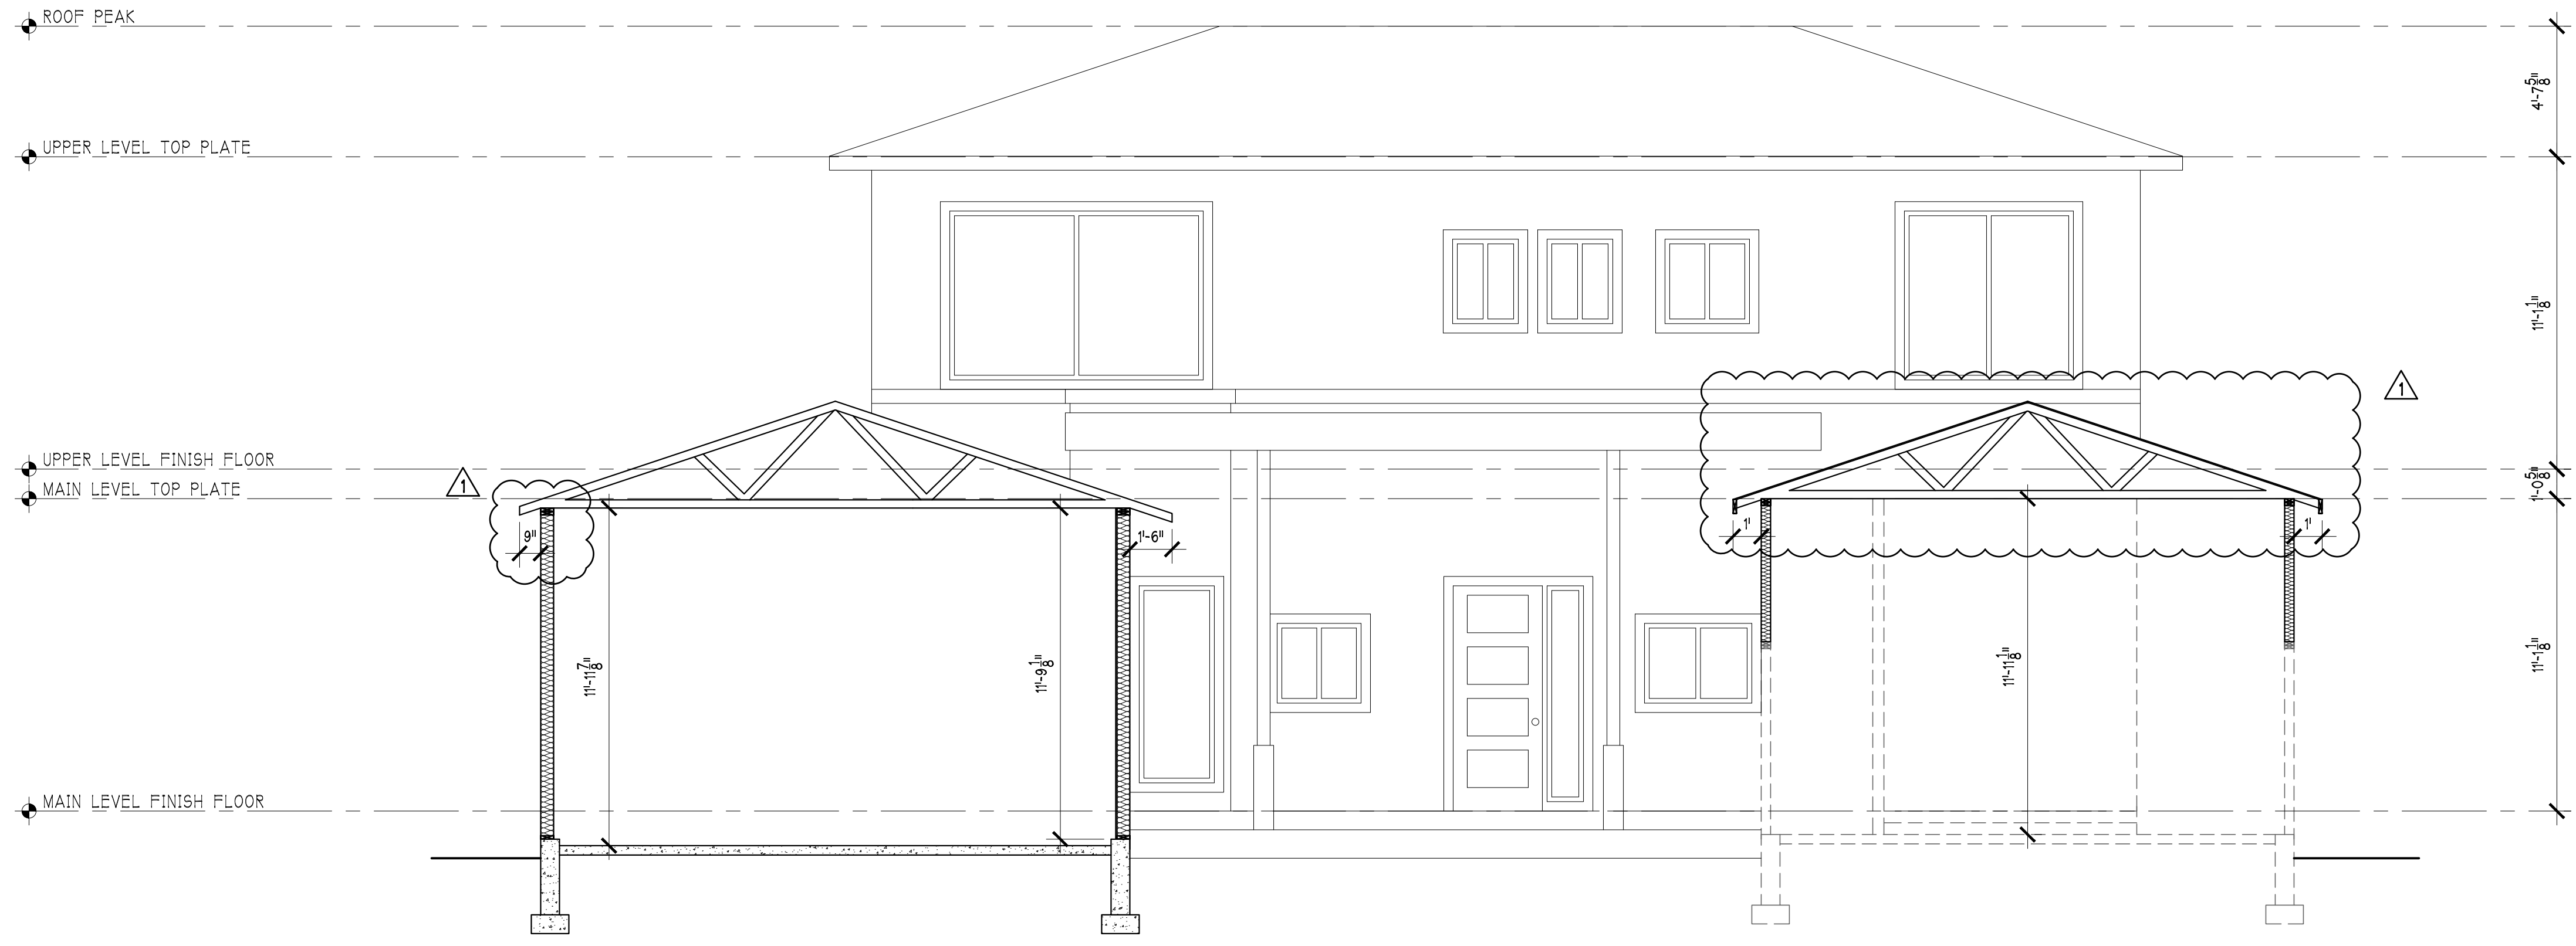 ROOF PEAK
4'-7 5/8"
UPPER LEVEL TOP PLATE
11'-1 1/8"
1
UPPER LEVEL FINISH FLOOR
1
1'-0 5/8"
MAIN LEVEL TOP PLATE
9"
1'-6"
1'
1'
11'-11 7/8"
11'-9 1/8"
11'-11 1/8"
11'-1 1/8"
MAIN LEVEL FINISH FLOOR